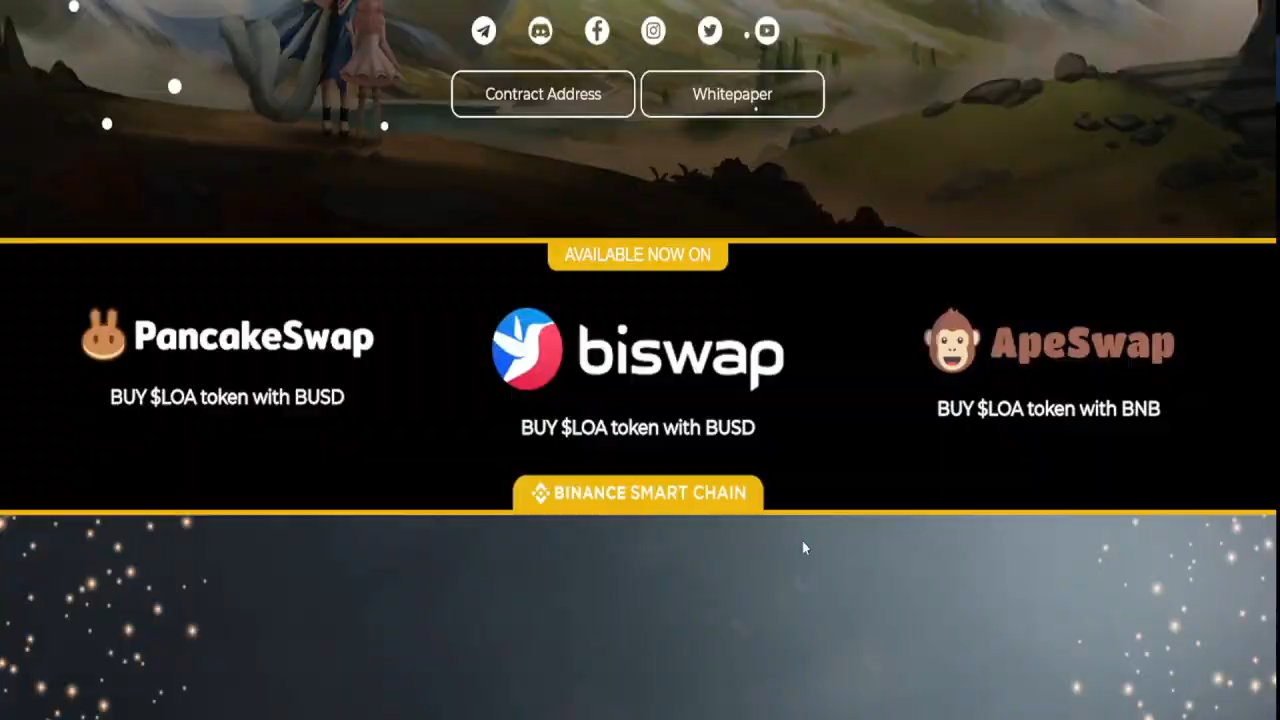 Contract Address
Whitepaper
AVAILABLE NOW ON
PancakeSwap
biswap
ApeSwap
BUY $LOA token with BUSD
BUY $LOA token with BUSD
BUY $LOA token with BNB
BINANCE SMART CHAIN